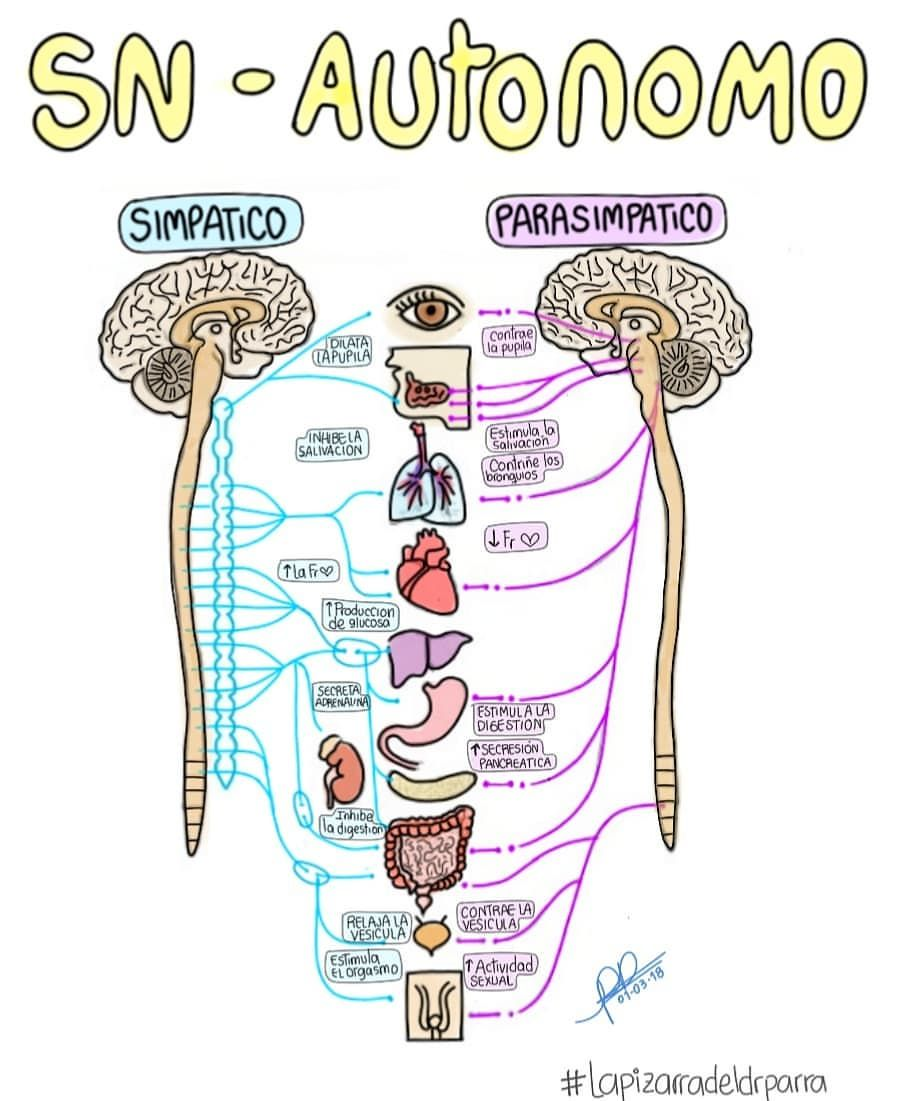 SN - AUTONOMO
SIMPATICO
PARASIMPATICO
DILATA
LA PUPILA
Contrae
la pupila
INHIBE LA
SALIVACION
Estimula la
Salivacion
Contriñe los
bronquios
↓ Fr ♡
↑ La Fr ♡
↑ Produccion
de glucosa
SECRETA
ADRENALINA
ESTIMULA LA
DIGESTION
↑ SECRESIÓN
PANCREATICA
Inhibe
la digestion
RELAJA LA
VESICULA
CONTRAE LA
VESICULA
Estimula
EL orgasmo
↑ Actividad
SEXUAL
01-03-18
#lapizarradeldrparra